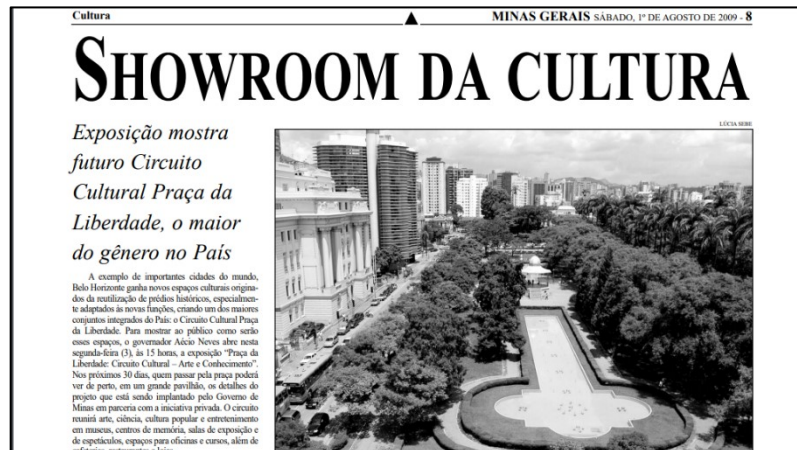 Cultura
MINAS GERAIS SÁBADO, 1º DE AGOSTO DE 2009 - 8
SHOWROOM DA CULTURA
LÚCIA SEBE
Exposição mostra
futuro Circuito
Cultural Praça da
Liberdade, o maior
do gênero no País
A exemplo de importantes cidades do mundo,
Belo Horizonte ganha novos espaços culturais origina-
dos da reutilização de prédios históricos, especialmen-
te adaptados às novas funções, criando um dos maiores
conjuntos integrados do País: o Circuito Cultural Praça
da Liberdade. Para mostrar ao público como serão
esses espaços, o governador Aécio Neves abre nesta
segunda-feira (3), às 15 horas, a exposição “Praça da
Liberdade: Circuito Cultural – Arte e Conhecimento”.
Nos próximos 30 dias, quem passar pela praça poderá
ver de perto, em um grande pavilhão, os detalhes do
projeto que está sendo implantado pelo Governo de
Minas em parceria com a iniciativa privada. O circuito
reunirá arte, ciência, cultura popular e entretenimento
em museus, centros de memória, salas de exposição e
de espetáculos, espaços para oficinas e cursos, além de